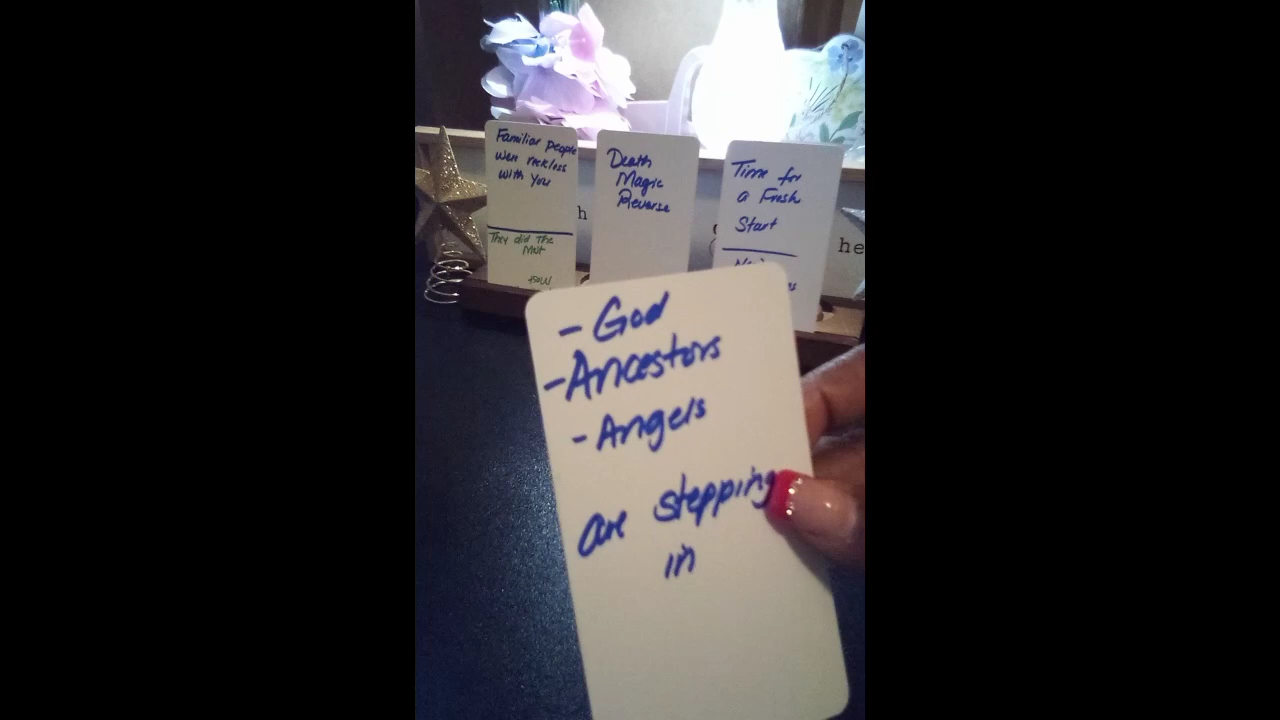 Familiar people
were reckless
with you
They did the
Most
Death
Magic
Reverse
Time for
a Fresh
Start
h
he
- God
- Ancestors
- Angels
are stepping
in